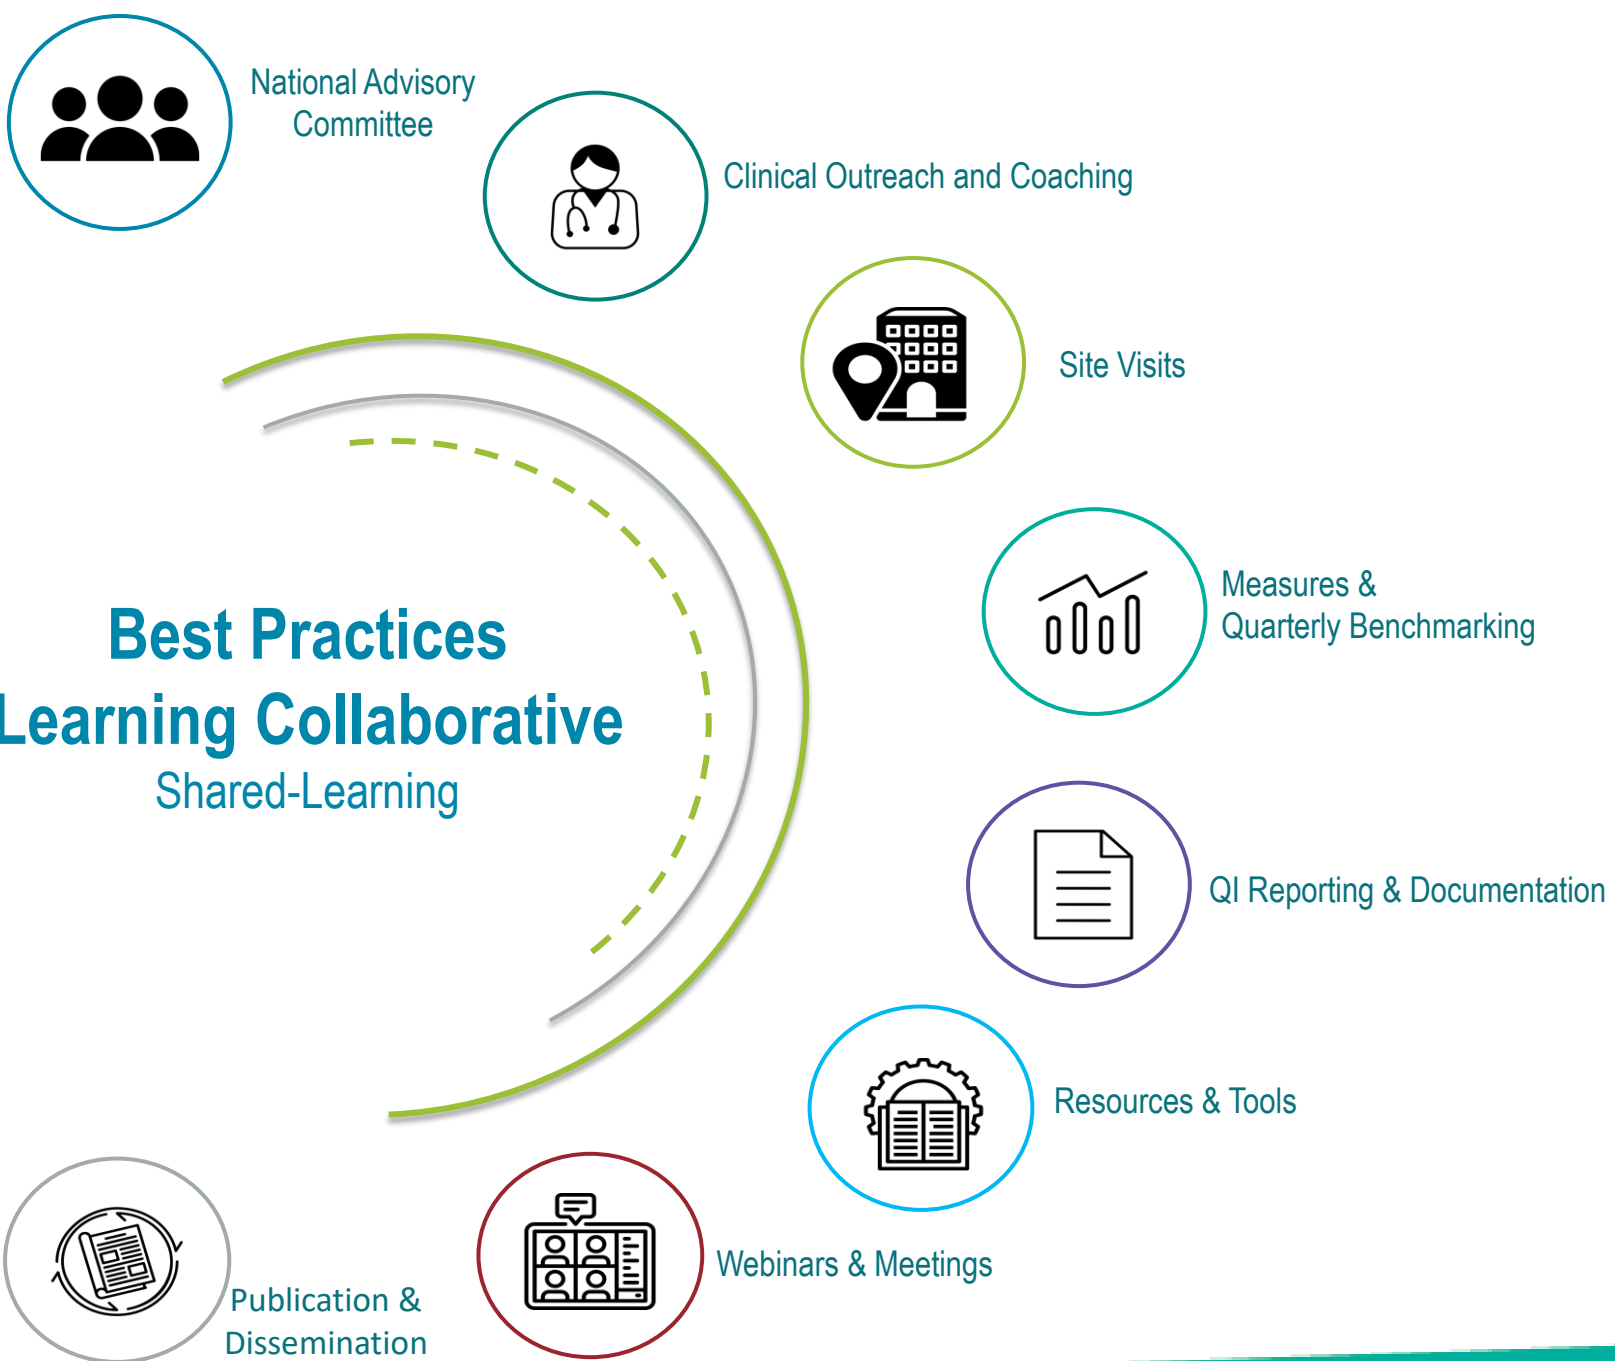 National Advisory
Committee
Clinical Outreach and Coaching
Site Visits
Measures &
Quarterly Benchmarking
Best Practices
Learning Collaborative
Shared-Learning
QI Reporting & Documentation
Resources & Tools
Webinars & Meetings
Publication &
Dissemination